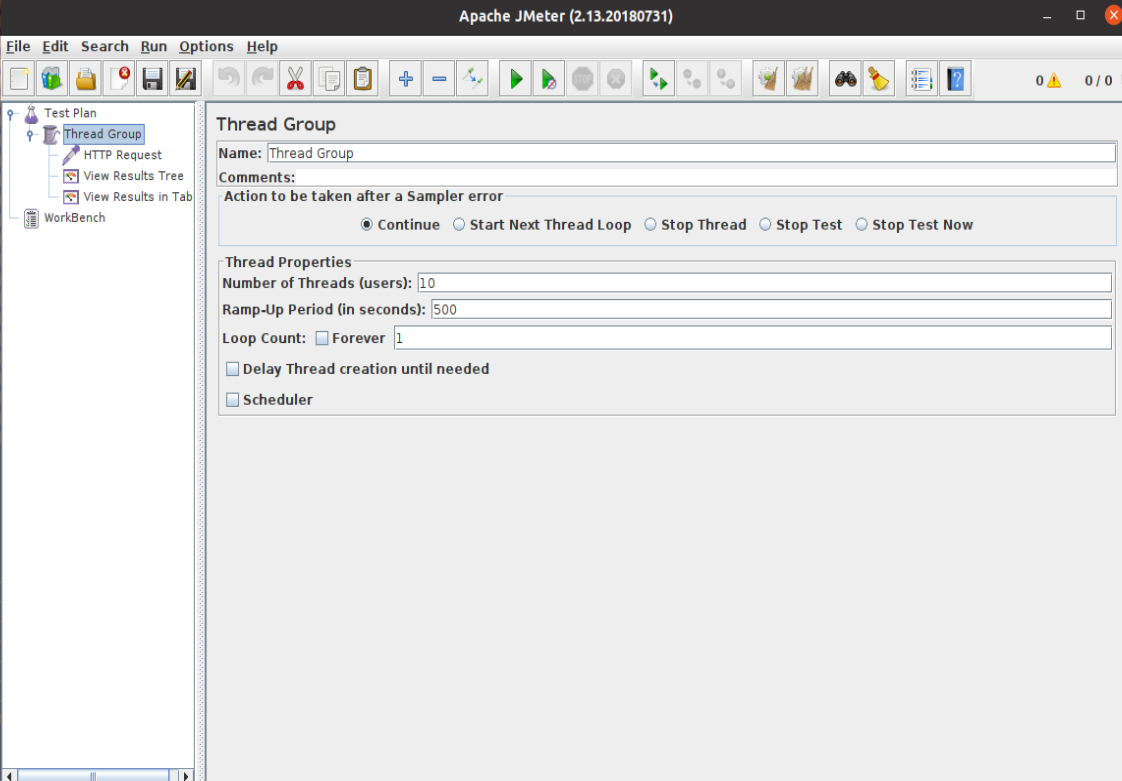 Apache JMeter (2.13.20180731)
File Edit Search Run Options Help
STOP
0 0 / 0
Test Plan
Thread Group
HTTP Request
View Results Tree
View Results in Tab
WorkBench
Thread Group
Name: Thread Group
Comments:
Action to be taken after a Sampler error
Continue Start Next Thread Loop Stop Thread Stop Test Stop Test Now
Thread Properties
Number of Threads (users): 10
Ramp-Up Period (in seconds): 500
Loop Count: Forever 1
Delay Thread creation until needed
Scheduler